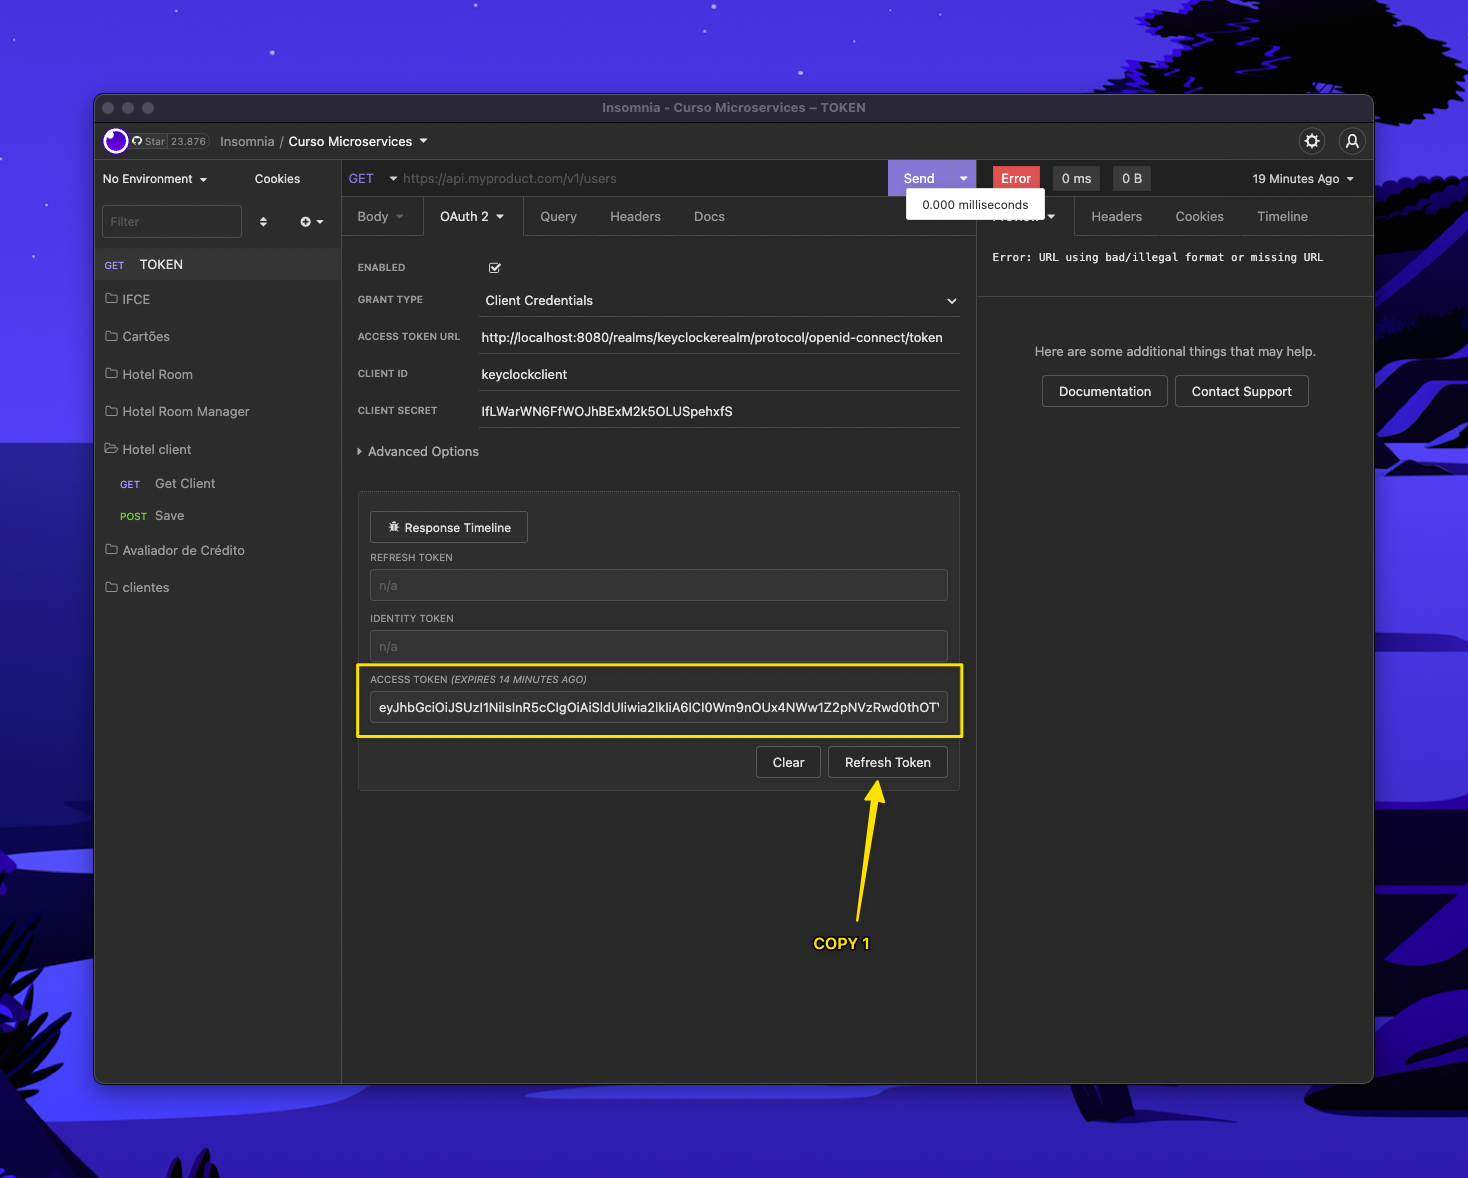 Insomnia - Curso Microservices – TOKEN
Star 23.876 Insomnia / Curso Microservices
No Environment Cookies
GET https://api.myproduct.com/v1/users Send
Error 0 ms 0 B 19 Minutes Ago
0.000 milliseconds
Filter
Body OAuth 2 Query Headers Docs
Headers Cookies Timeline
GET TOKEN
IFCE
Cartões
Hotel Room
Hotel Room Manager
Hotel client
GET Get Client
POST Save
Avaliador de Crédito
clientes
ENABLED
GRANT TYPE Client Credentials
ACCESS TOKEN URL http://localhost:8080/realms/keyclockerealm/protocol/openid-connect/token
CLIENT ID keyclockclient
CLIENT SECRET IfLWarWN6FfWOJhBExM2k5OLUSpehxfS
Advanced Options
Response Timeline
REFRESH TOKEN
n/a
IDENTITY TOKEN
n/a
ACCESS TOKEN (EXPIRES 14 MINUTES AGO)
Clear Refresh Token
COPY 1
Error: URL using bad/illegal format or missing URL
Here are some additional things that may help.
Documentation Contact Support